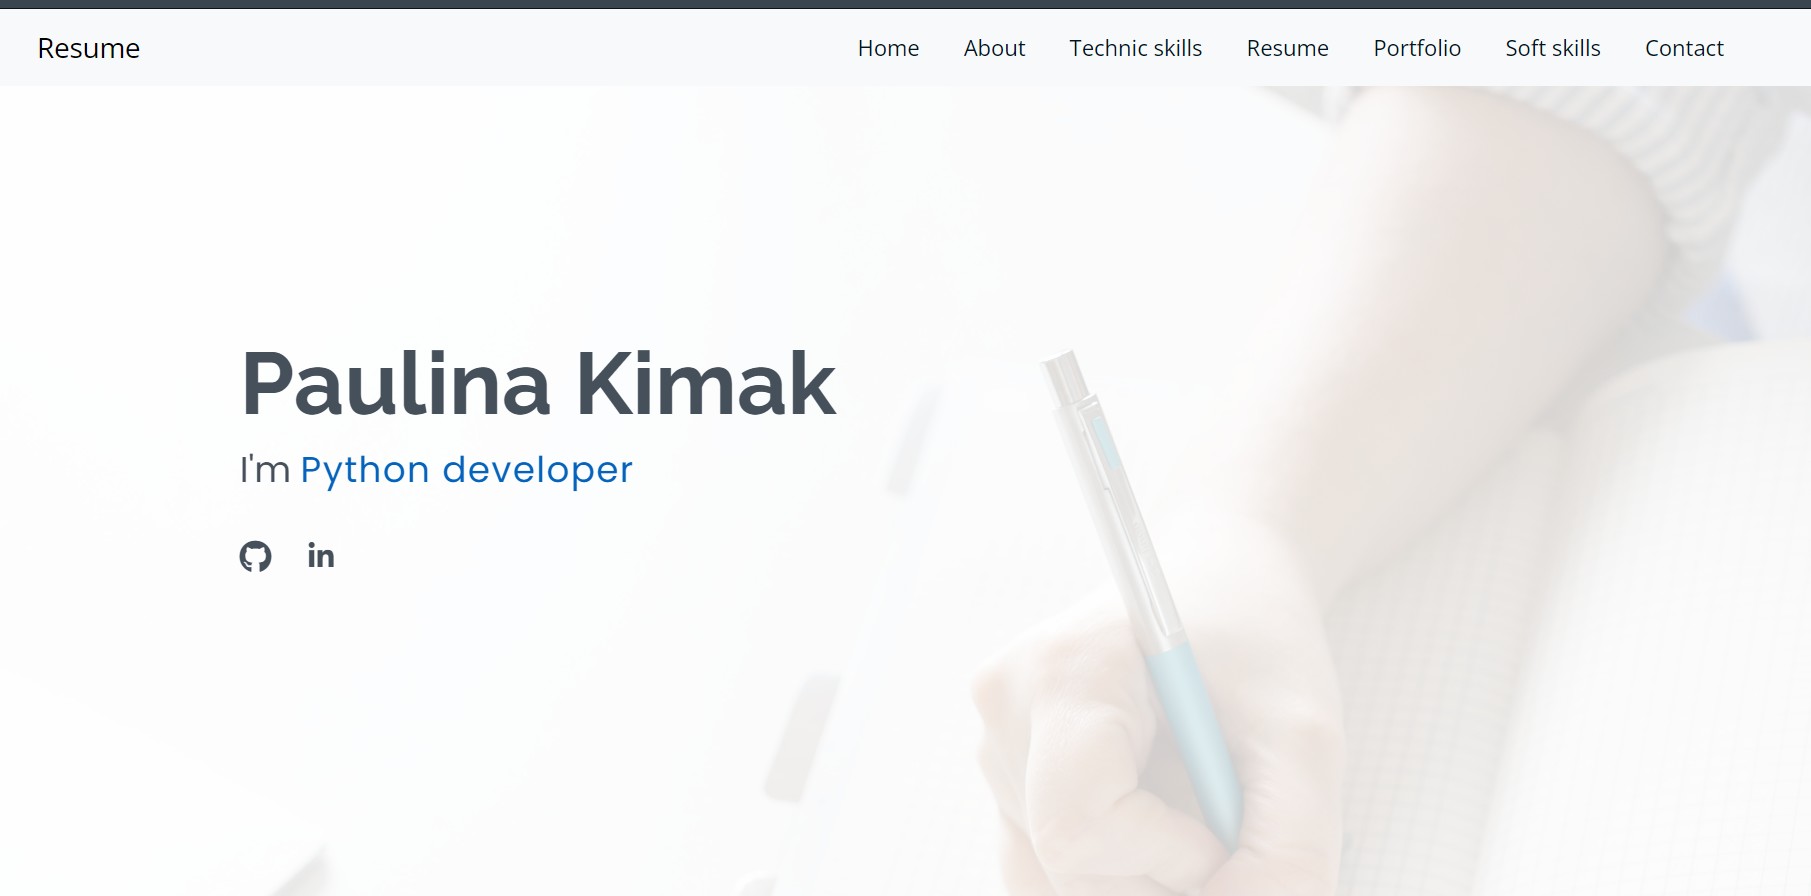 Resume
Home About Technic skills Resume Portfolio Soft skills Contact
Paulina Kimak
I'm Python developer
in